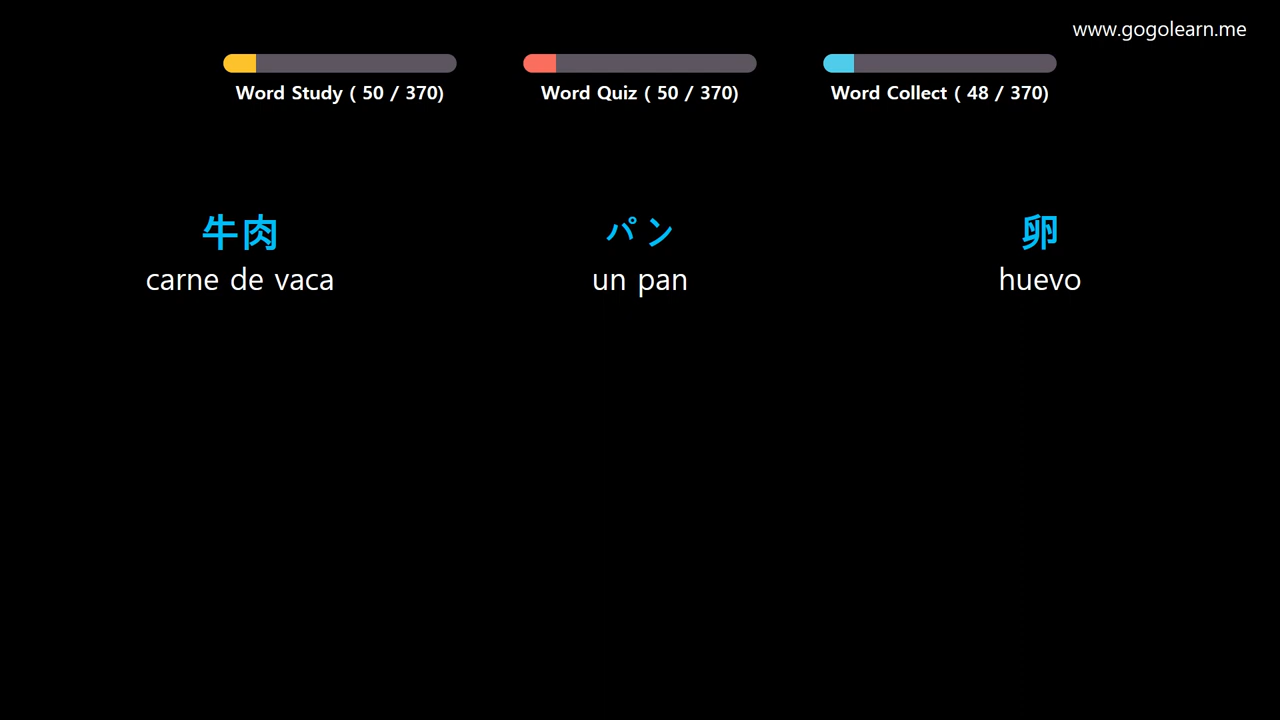 www.gogolearn.me
Word Study ( 50 / 370)
Word Quiz ( 50 / 370)
Word Collect ( 48 / 370)
牛肉
carne de vaca
パン
un pan
卵
huevo